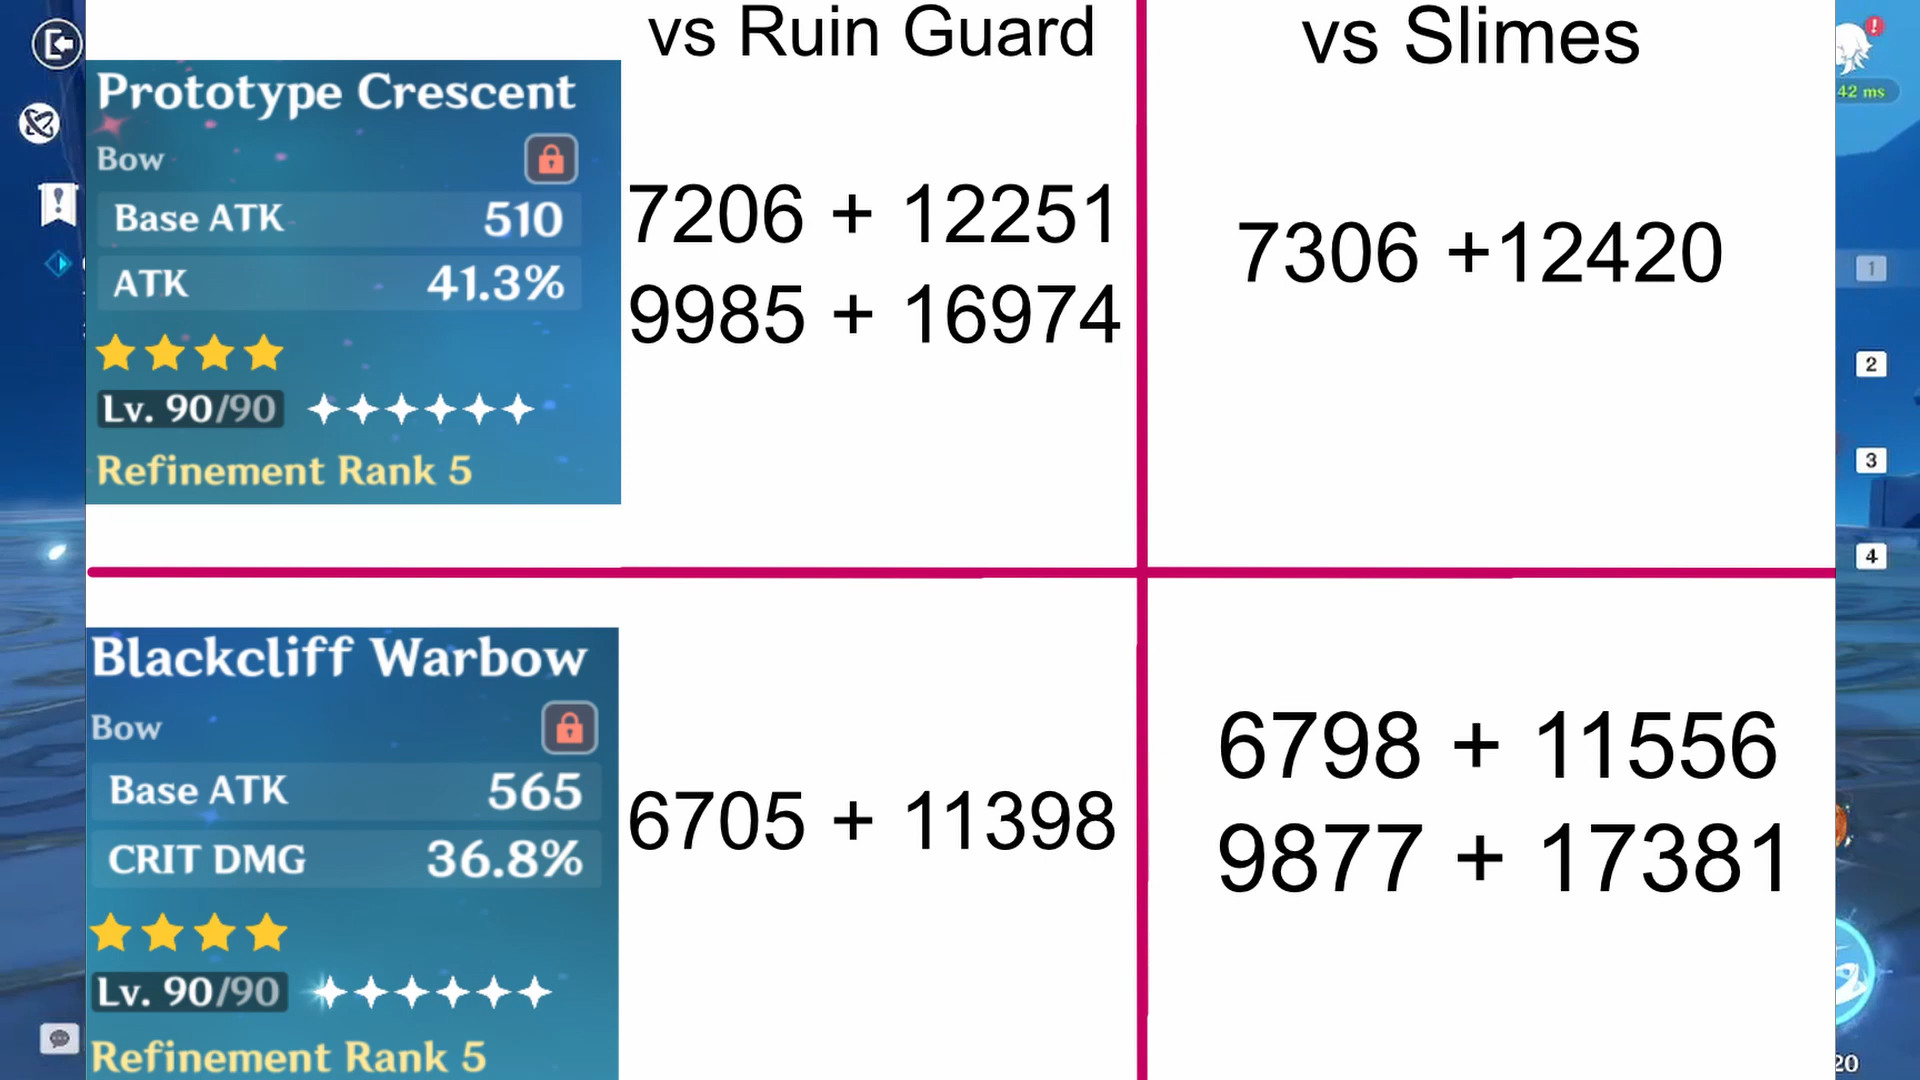 vs Ruin Guard
vs Slimes
Prototype Crescent
Bow
Base ATK 510
ATK 41.3%
Lv. 90/90
Refinement Rank 5
7206 + 12251
9985 + 16974
7306 +12420
Blackcliff Warbow
Bow
Base ATK 565
CRIT DMG 36.8%
Lv. 90/90
Refinement Rank 5
6705 + 11398
6798 + 11556
9877 + 17381
42 ms
1
2
3
4
20